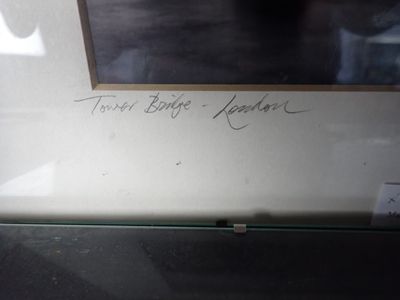 Tower Bridge - London